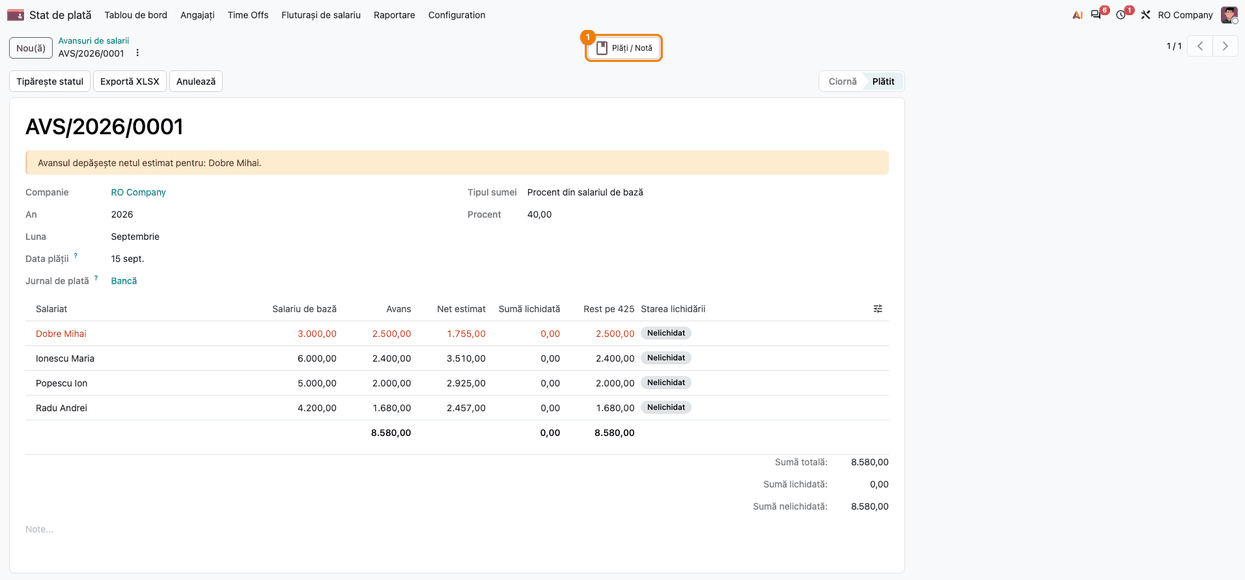 Stat de plată Tablou de bord Angajați Time Offs Fluturași de salariu Raportare Configuration AI 6 1 RO Company
Nou(ă) Avansuri de salarii
AVS/2026/0001
1 Plăți / Notă
1 / 1
Tipărește statul Exportă XLSX Anulează Ciornă Plătit
AVS/2026/0001
Avansul depășește netul estimat pentru: Dobre Mihai.
Companie RO Company Tipul sumei Procent din salariul de bază
An 2026 Procent 40,00
Luna Septembrie
Data plății ? 15 sept.
Jurnal de plată ? Bancă
Salariat Salariu de bază Avans Net estimat Sumă lichidată Rest pe 425 Starea lichidării
Dobre Mihai 3.000,00 2.500,00 1.755,00 0,00 2.500,00 Nelichidat
Ionescu Maria 6.000,00 2.400,00 3.510,00 0,00 2.400,00 Nelichidat
Popescu Ion 5.000,00 2.000,00 2.925,00 0,00 2.000,00 Nelichidat
Radu Andrei 4.200,00 1.680,00 2.457,00 0,00 1.680,00 Nelichidat
8.580,00 0,00 8.580,00
Sumă totală: 8.580,00
Sumă lichidată: 0,00
Sumă nelichidată: 8.580,00
Note...